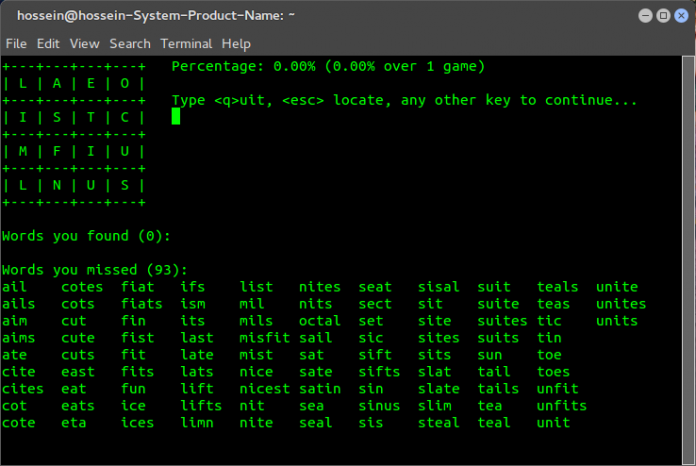 hossein@hossein-System-Product-Name: ~
File Edit View Search Terminal Help
+---+---+---+---+ Percentage: 0.00% (0.00% over 1 game)
| L | A | E | O |
+---+---+---+---+ Type <q>uit, <esc> locate, any other key to continue...
| I | S | T | C |
+---+---+---+---+
| M | F | I | U |
+---+---+---+---+
| L | N | U | S |
+---+---+---+---+
Words you found (0):
Words you missed (93):
ail cotes fiat ifs list nites seat sisal suit teals unite
ails cots fiats ism mil nits sect sit suite teas unites
aim cut fin its mils octal set site suites tic units
aims cute fist last misfit sail sic sites suits tin
ate cuts fit late mist sat sift sits sun toe
cite east fits lats nice sate sifts slat tail toes
cites eat fun lift nicest satin sin slate tails unfit
cot eats ice lifts nit sea sinus slim tea unfits
cote eta ices limn nite seal sis steal teal unit